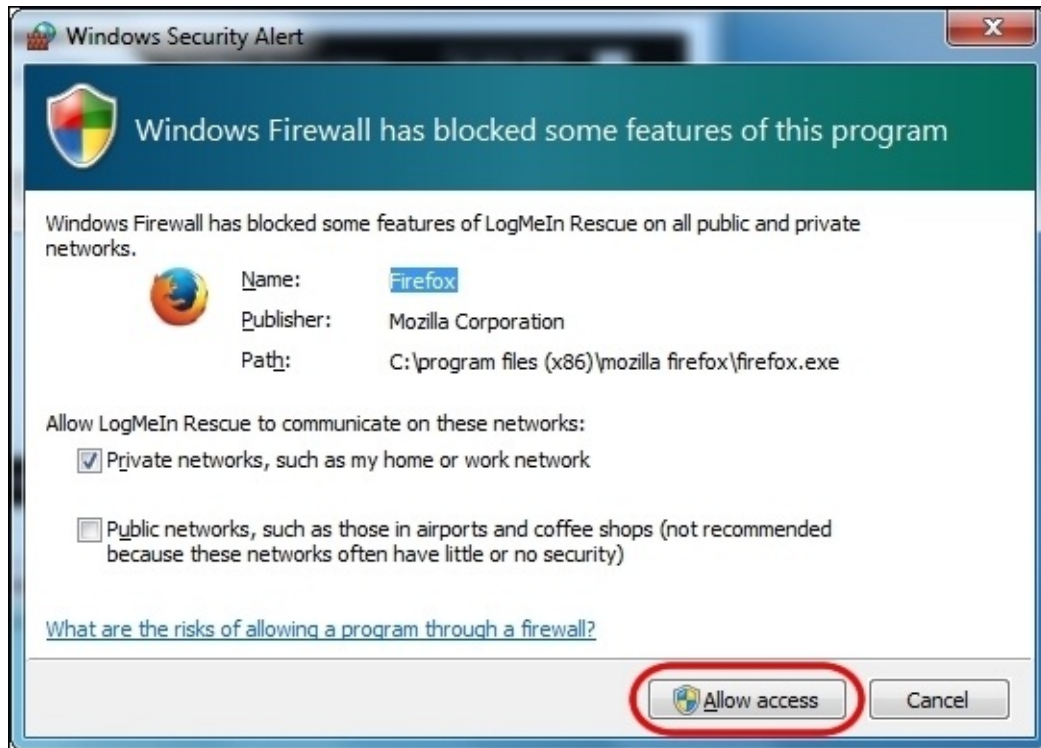 Windows Security Alert
Windows Firewall has blocked some features of this program
Windows Firewall has blocked some features of LogMeIn Rescue on all public and private
networks.
Name: Firefox
Publisher: Mozilla Corporation
Path: C:\program files (x86)\mozilla firefox\firefox.exe
Allow LogMeIn Rescue to communicate on these networks:
Private networks, such as my home or work network
Public networks, such as those in airports and coffee shops (not recommended
because these networks often have little or no security)
What are the risks of allowing a program through a firewall?
Allow access Cancel